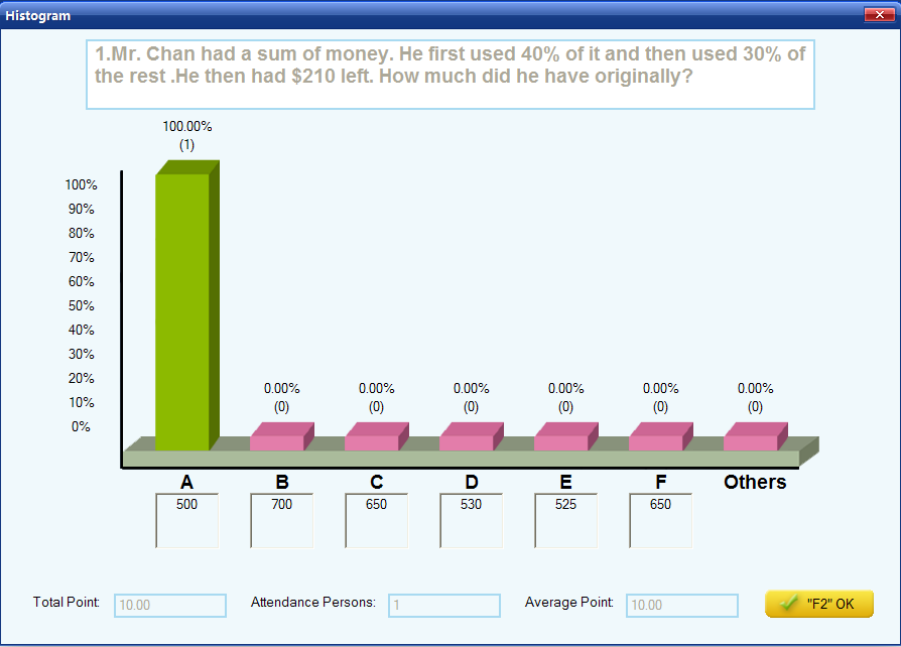 Histogram
1.Mr. Chan had a sum of money. He first used 40% of it and then used 30% of
the rest .He then had $210 left. How much did he have originally?
100.00%
(1)
100%
90%
80%
70%
60%
50%
40%
30%
20%
10%
0%
0.00% 0.00% 0.00% 0.00% 0.00% 0.00%
(0) (0) (0) (0) (0) (0)
A B C D E F Others
500 700 650 530 525 650
Total Point: 10.00 Attendance Persons: 1 Average Point: 10.00 "F2" OK